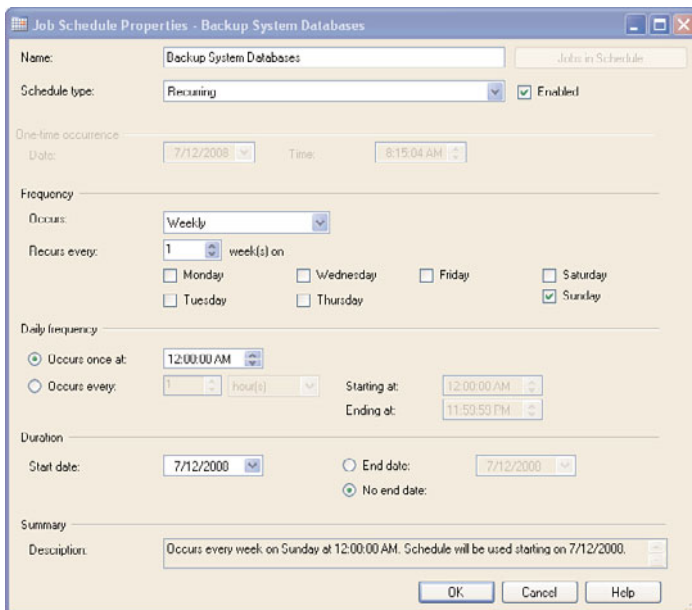 Job Schedule Properties - Backup System Databases
Name: Backup System Databases Jobs in Schedule
Schedule type: Recurring Enabled
One-time occurrence
Date: 7/12/2008 Time: 8:15:04 AM
Frequency
Occurs: Weekly
Recurs every: 1 week(s) on
Monday Wednesday Friday Saturday
Tuesday Thursday Sunday
Daily frequency
Occurs once at: 12:00:00 AM
Occurs every: 1 hour(s) Starting at: 12:00:00 AM
Ending at: 11:59:59 PM
Duration
Start date: 7/12/2008 End date: 7/12/2008
No end date:
Summary
Description: Occurs every week on Sunday at 12:00:00 AM. Schedule will be used starting on 7/12/2008.
OK Cancel Help